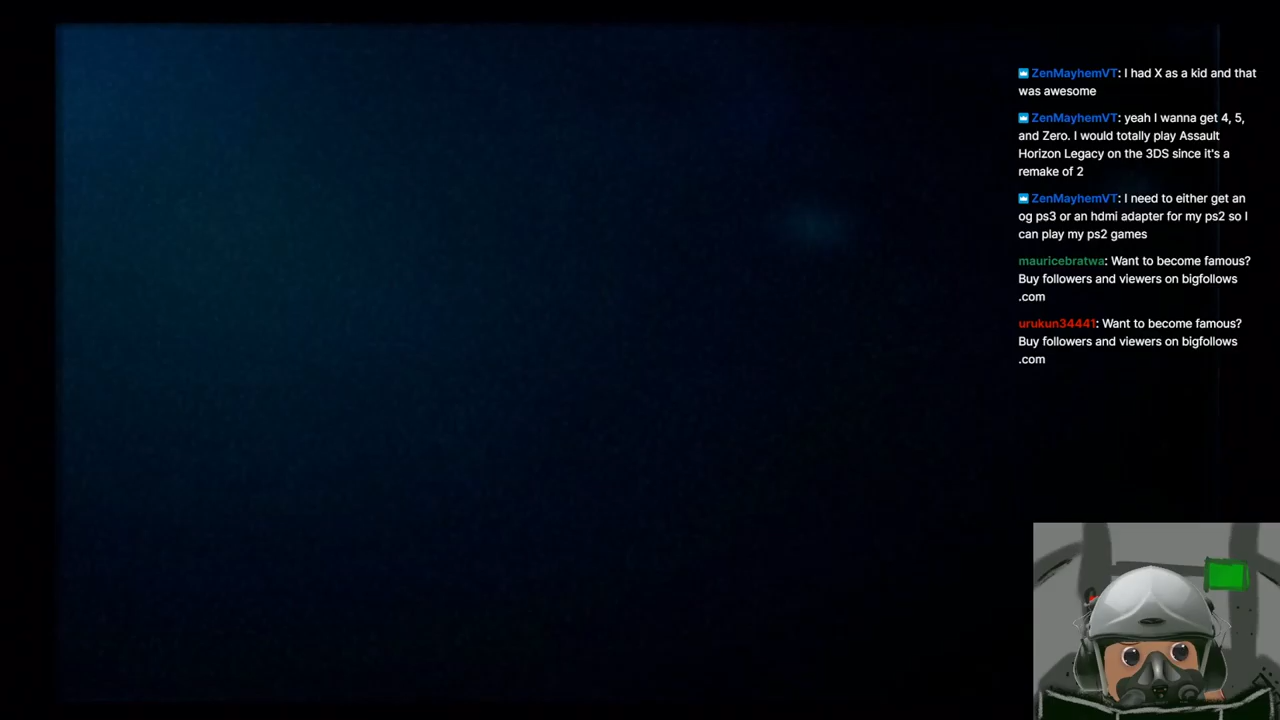 ZenMayhemVT: I had X as a kid and that
was awesome
ZenMayhemVT: yeah I wanna get 4, 5,
and Zero. I would totally play Assault
Horizon Legacy on the 3DS since it's a
remake of 2
ZenMayhemVT: I need to either get an
og ps3 or an hdmi adapter for my ps2 so I
can play my ps2 games
mauricebratwa: Want to become famous?
Buy followers and viewers on bigfollows
.com
urukun34441: Want to become famous?
Buy followers and viewers on bigfollows
.com